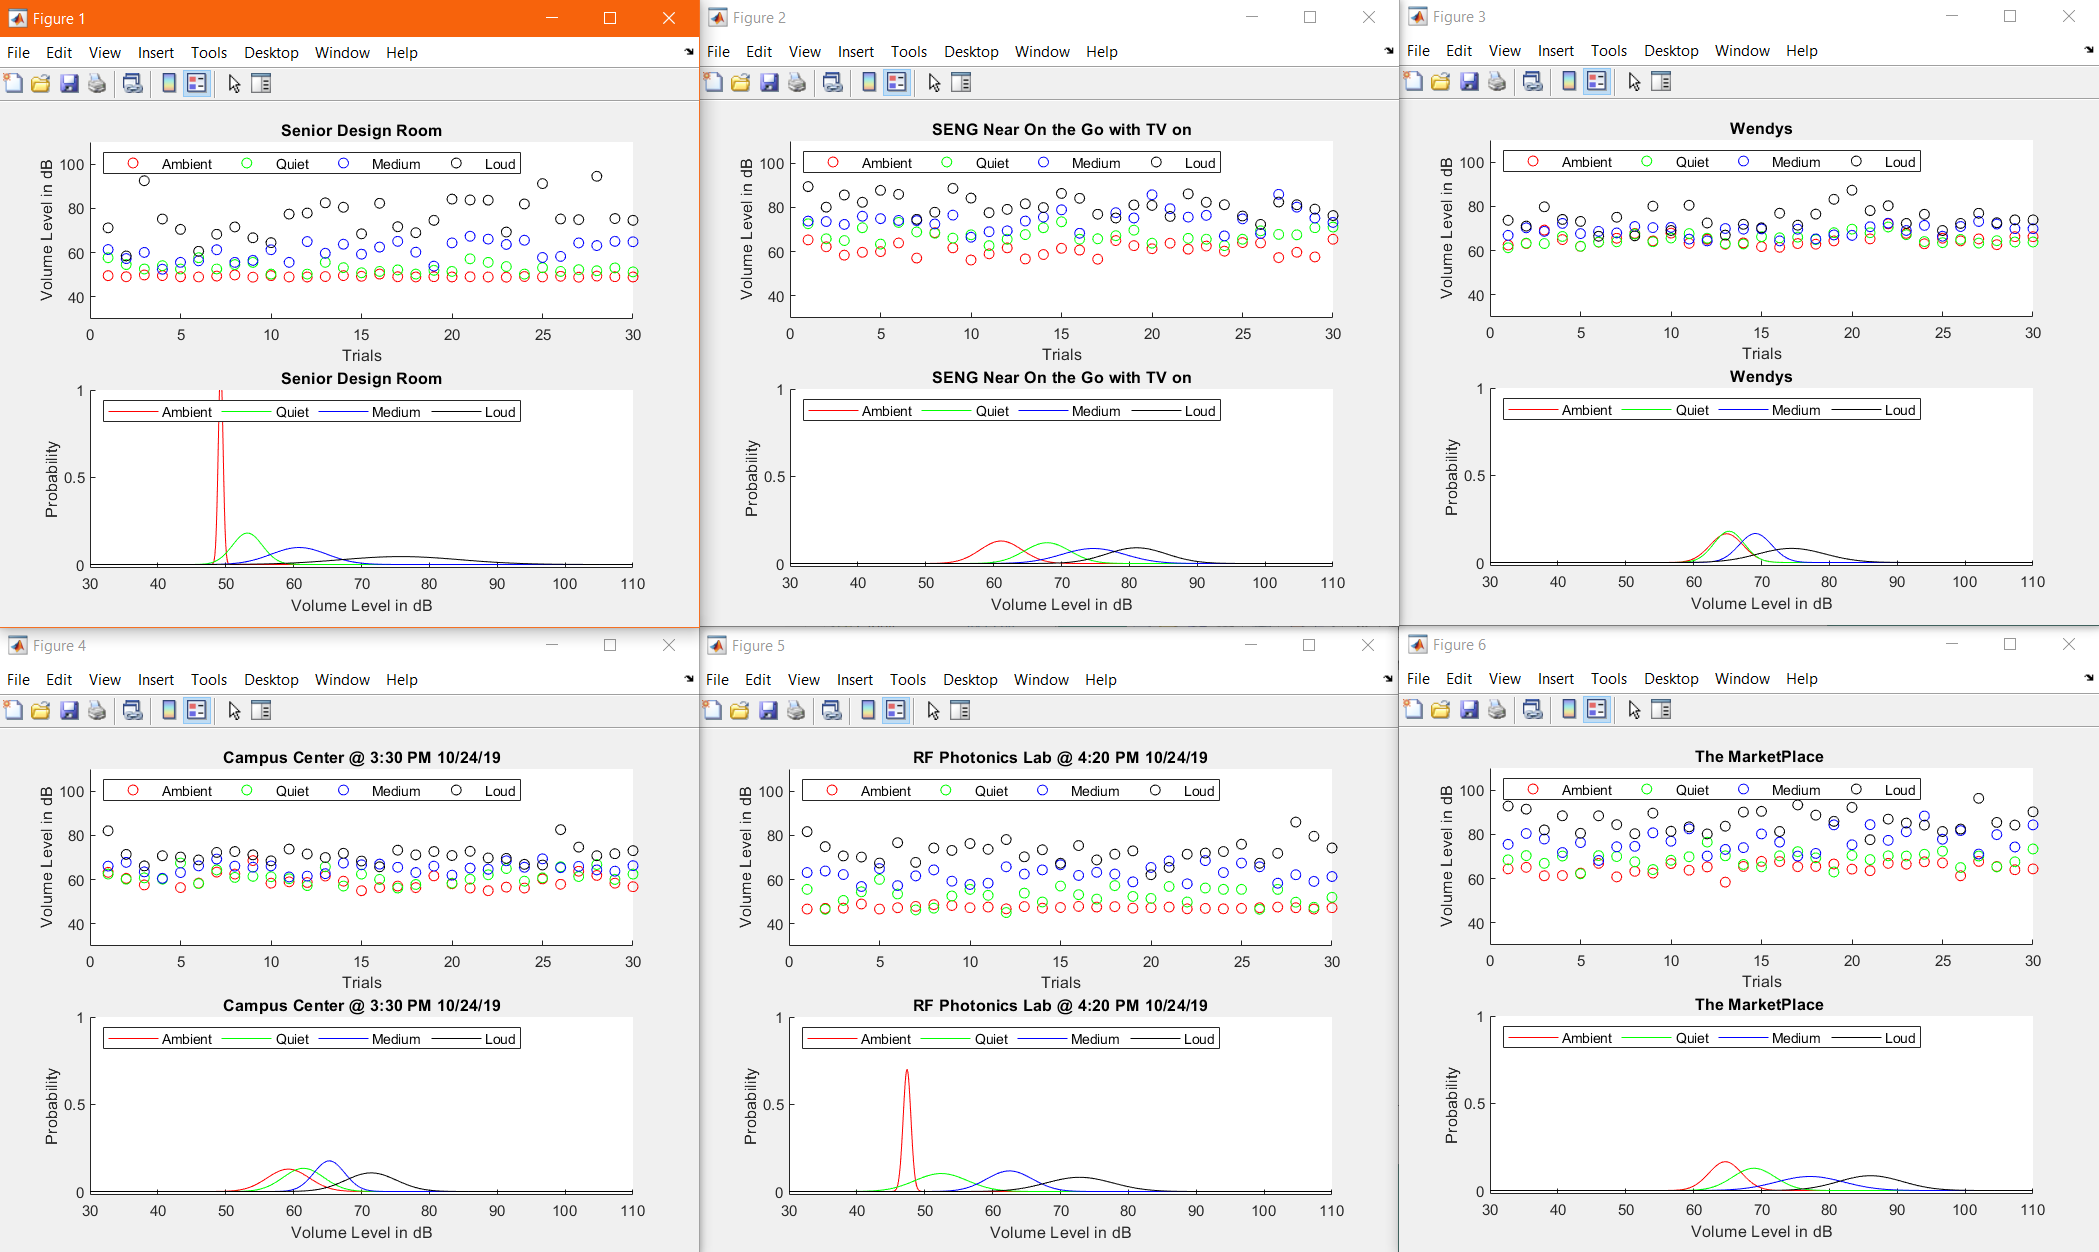 Figure 1
File Edit View Insert Tools Desktop Window Help
Senior Design Room
Volume Level in dB
100
80
60
40
Ambient Quiet Medium Loud
0 5 10 15 20 25 30
Trials
Senior Design Room
Probability
1
0.5
0
Ambient Quiet Medium Loud
30 40 50 60 70 80 90 100 110
Volume Level in dB
Figure 2
File Edit View Insert Tools Desktop Window Help
SENG Near On the Go with TV on
Volume Level in dB
100
80
60
40
Ambient Quiet Medium Loud
0 5 10 15 20 25 30
Trials
SENG Near On the Go with TV on
Probability
1
0.5
0
Ambient Quiet Medium Loud
30 40 50 60 70 80 90 100 110
Volume Level in dB
Figure 3
File Edit View Insert Tools Desktop Window Help
Wendys
Volume Level in dB
100
80
60
40
Ambient Quiet Medium Loud
0 5 10 15 20 25 30
Trials
Wendys
Probability
1
0.5
0
Ambient Quiet Medium Loud
30 40 50 60 70 80 90 100 110
Volume Level in dB
Figure 4
File Edit View Insert Tools Desktop Window Help
Campus Center @ 3:30 PM 10/24/19
Volume Level in dB
100
80
60
40
Ambient Quiet Medium Loud
0 5 10 15 20 25 30
Trials
Campus Center @ 3:30 PM 10/24/19
Probability
1
0.5
0
Ambient Quiet Medium Loud
30 40 50 60 70 80 90 100 110
Volume Level in dB
Figure 5
File Edit View Insert Tools Desktop Window Help
RF Photonics Lab @ 4:20 PM 10/24/19
Volume Level in dB
100
80
60
40
Ambient Quiet Medium Loud
0 5 10 15 20 25 30
Trials
RF Photonics Lab @ 4:20 PM 10/24/19
Probability
1
0.5
0
Ambient Quiet Medium Loud
30 40 50 60 70 80 90 100 110
Volume Level in dB
Figure 6
File Edit View Insert Tools Desktop Window Help
The MarketPlace
Volume Level in dB
100
80
60
40
Ambient Quiet Medium Loud
0 5 10 15 20 25 30
Trials
The MarketPlace
Probability
1
0.5
0
Ambient Quiet Medium Loud
30 40 50 60 70 80 90 100 110
Volume Level in dB